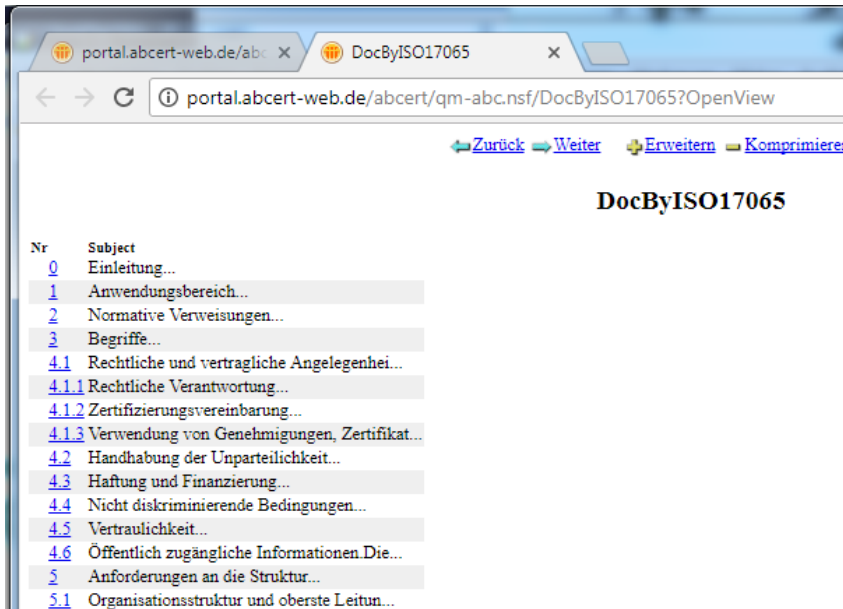 portal.abcert-web.de/abc DocByISO17065
portal.abcert-web.de/abcert/qm-abc.nsf/DocByISO17065?OpenView
Zurück Weiter Erweitern Komprimieren
DocByISO17065
Nr Subject
0 Einleitung...
1 Anwendungsbereich...
2 Normative Verweisungen...
3 Begriffe...
4.1 Rechtliche und vertragliche Angelegenhei...
4.1.1 Rechtliche Verantwortung...
4.1.2 Zertifizierungsvereinbarung...
4.1.3 Verwendung von Genehmigungen, Zertifikat...
4.2 Handhabung der Unparteilichkeit...
4.3 Haftung und Finanzierung...
4.4 Nicht diskriminierende Bedingungen...
4.5 Vertraulichkeit...
4.6 Öffentlich zugängliche Informationen.Die...
5 Anforderungen an die Struktur...
5.1 Organisationsstruktur und oberste Leitun...